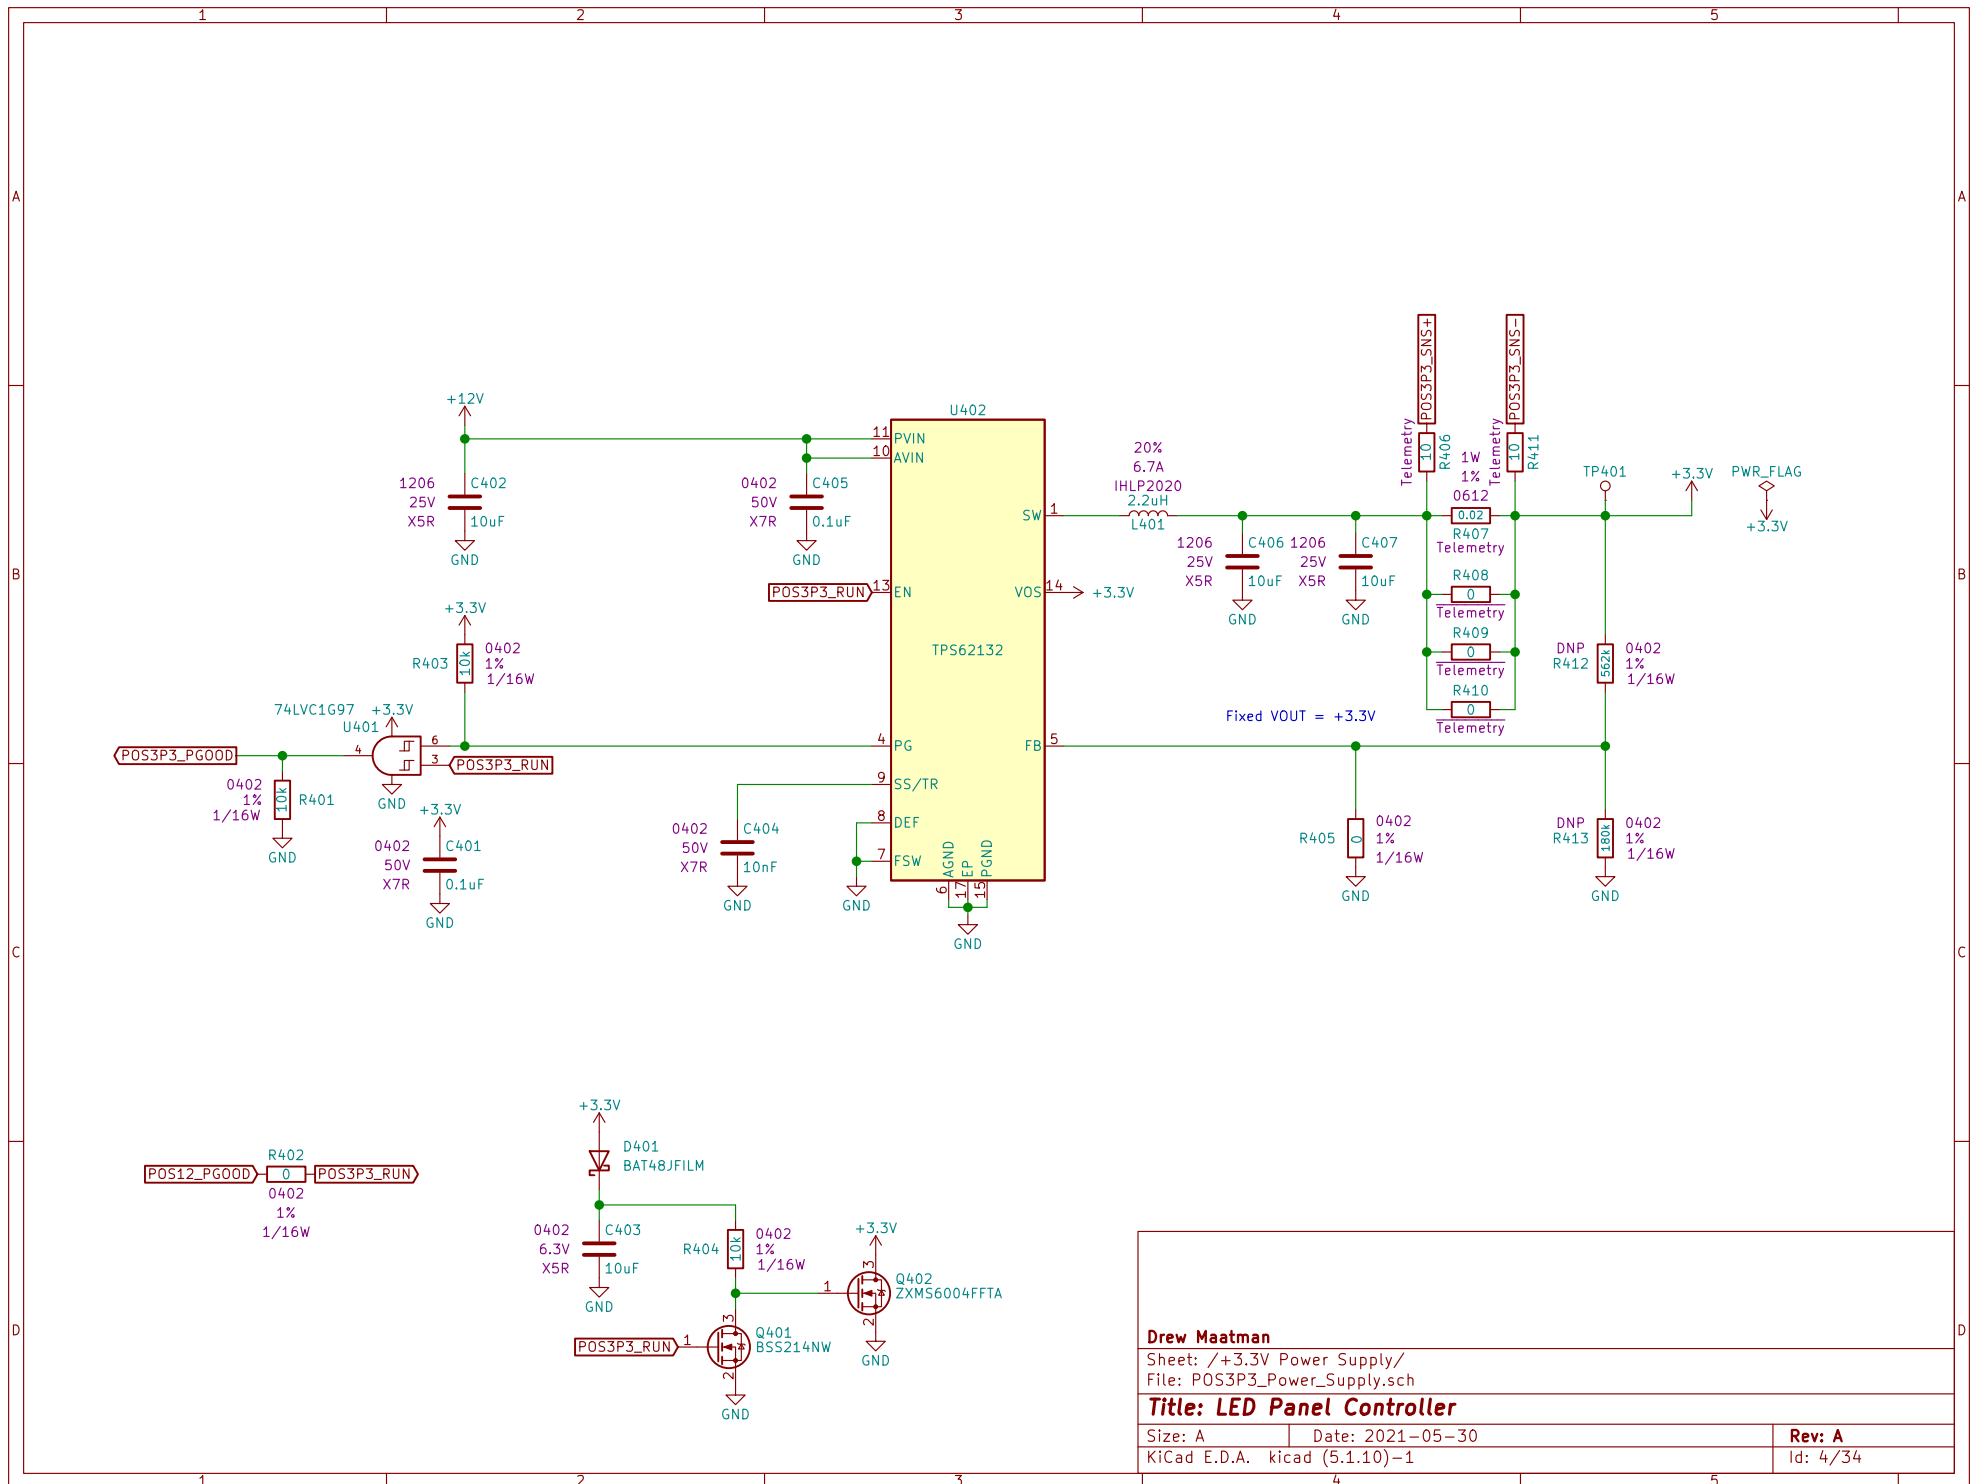 1 2 3 4 5
A A
B B
C C
D D
1 2 3 4 5
+12V
1206
25V
X5R
C402
10uF
GND
0402
50V
X7R
C405
0.1uF
GND
U402
TPS62132
11 PVIN
10 AVIN
13 EN
4 PG
9 SS/TR
8 DEF
7 FSW
SW 1
VOS 14
FB 5
AGND
6
EP
17
PGND
15
GND
POS3P3_RUN
+3.3V
R403
10k
0402
1%
1/16W
74LVC1G97
+3.3V
U401
4
6
3
GND
POS3P3_PGOOD
POS3P3_RUN
0402
1%
1/16W
10k
R401
GND
+3.3V
0402
50V
X7R
C401
0.1uF
GND
0402
50V
X7R
C404
10nF
GND
GND
20%
6.7A
IHLP2020
2.2uH
L401
+3.3V
1206
25V
X5R
C406
10uF
GND
1206
25V
X5R
C407
10uF
GND
POS3P3_SNS+
Telemetry
10
R406
POS3P3_SNS-
Telemetry
10
R411
1W
1%
0612
0.02
R407
Telemetry
R408
0
Telemetry
R409
0
Telemetry
R410
0
Telemetry
TP401
+3.3V
PWR_FLAG
+3.3V
Fixed VOUT = +3.3V
DNP
R412
562k
0402
1%
1/16W
R405
0
0402
1%
1/16W
GND
DNP
R413
180k
0402
1%
1/16W
GND
POS12_PGOOD
R402
0
POS3P3_RUN
0402
1%
1/16W
+3.3V
D401
BAT48JFILM
0402
6.3V
X5R
C403
10uF
GND
R404
10k
0402
1%
1/16W
+3.3V
1
3
2
Q402
ZXMS6004FFTA
GND
POS3P3_RUN
1
3
2
Q401
BSS214NW
GND
Drew Maatman
Sheet: /+3.3V Power Supply/
File: POS3P3_Power_Supply.sch
Title: LED Panel Controller
Size: A Date: 2021-05-30 Rev: A
KiCad E.D.A. kicad (5.1.10)-1 Id: 4/34